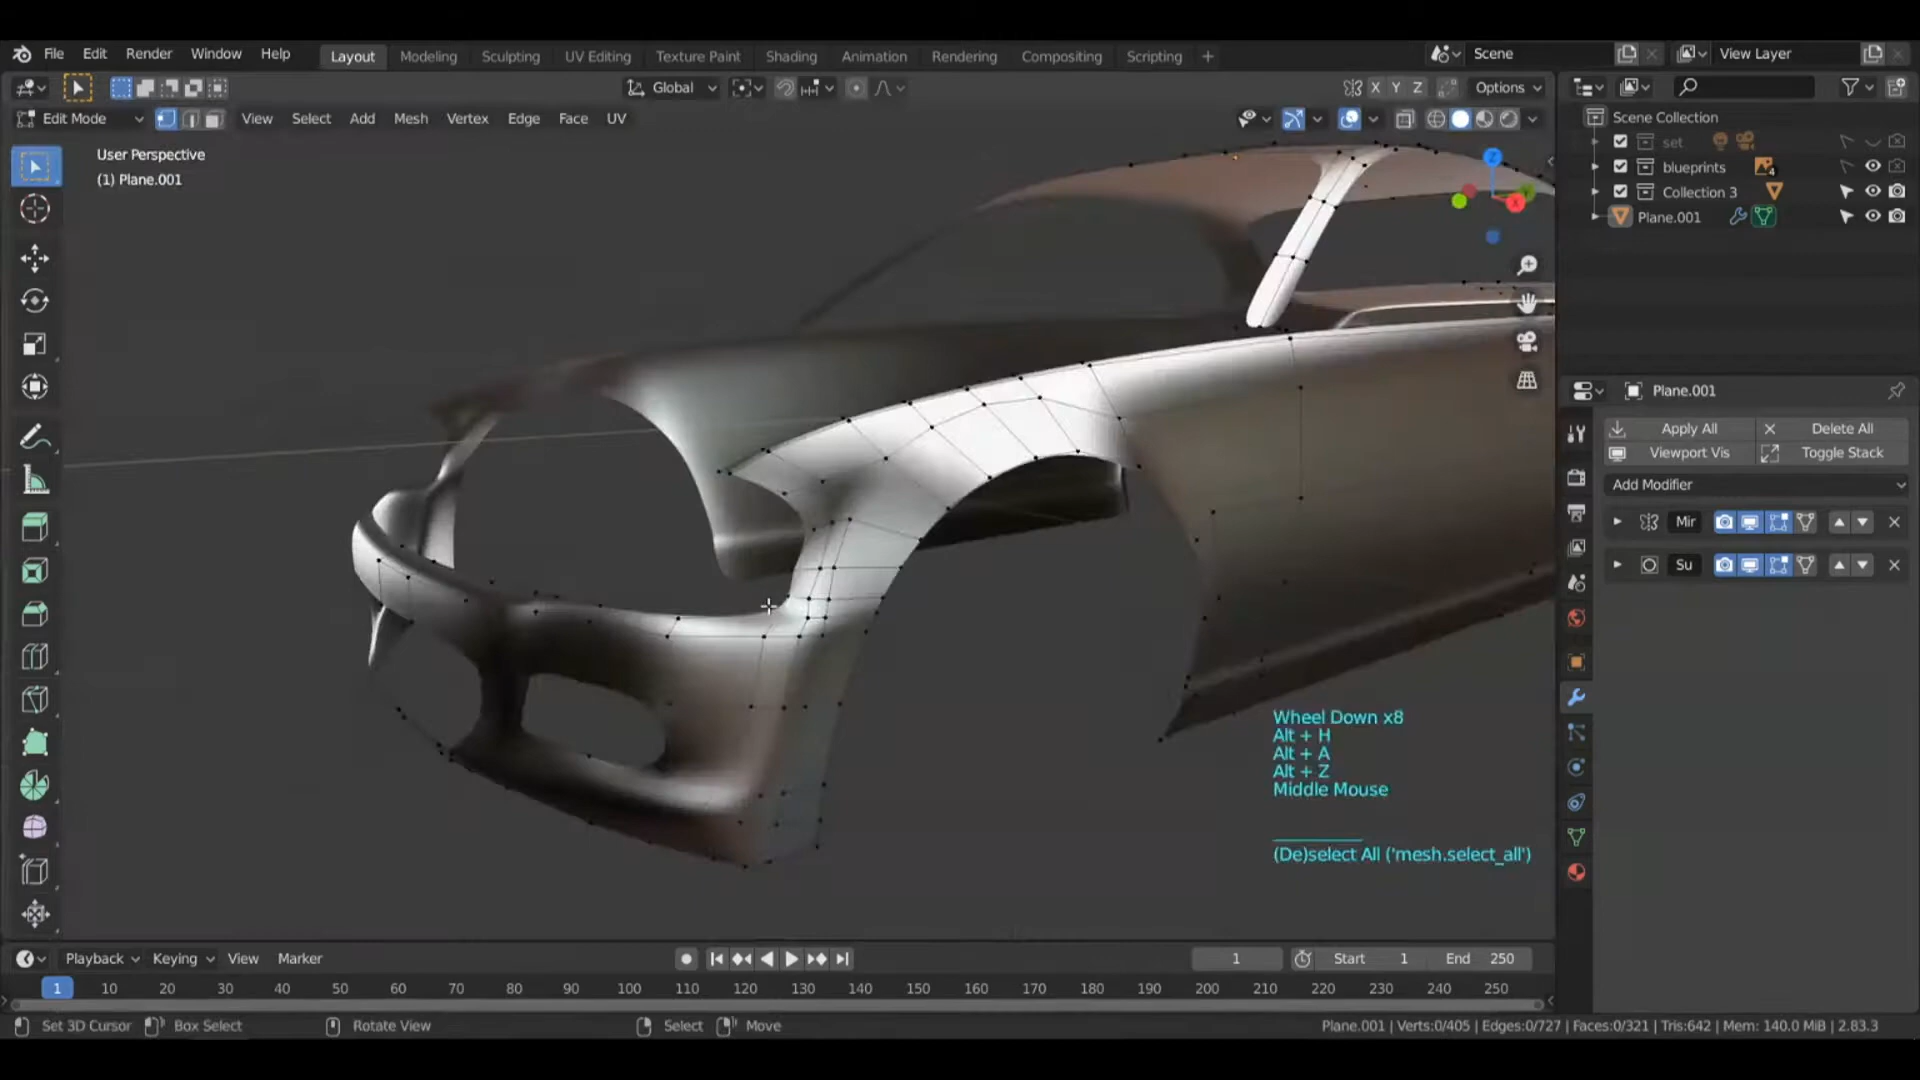 File Edit Render Window Help Layout Modeling Sculpting UV Editing Texture Paint Shading Animation Rendering Compositing Scripting + Scene View Layer
Global X Y Z Options
Edit Mode View Select Add Mesh Vertex Edge Face UV
User Perspective
(1) Plane.001
Z
X
Scene Collection
set
blueprints 4
Collection 3
Plane.001
Plane.001
Apply All Delete All
Viewport Vis Toggle Stack
Add Modifier
Mir
Su
Wheel Down x8
Alt + H
Alt + A
Alt + Z
Middle Mouse
(De)select All ('mesh.select_all')
Playback Keying View Marker 1 Start 1 End 250
1 10 20 30 40 50 60 70 80 90 100 110 120 130 140 150 160 170 180 190 200 210 220 230 240 250
Set 3D Cursor Box Select Rotate View Select Move Plane.001 | Verts:0/405 | Edges:0/727 | Faces:0/321 | Tris:642 | Mem: 140.0 MiB | 2.83.3